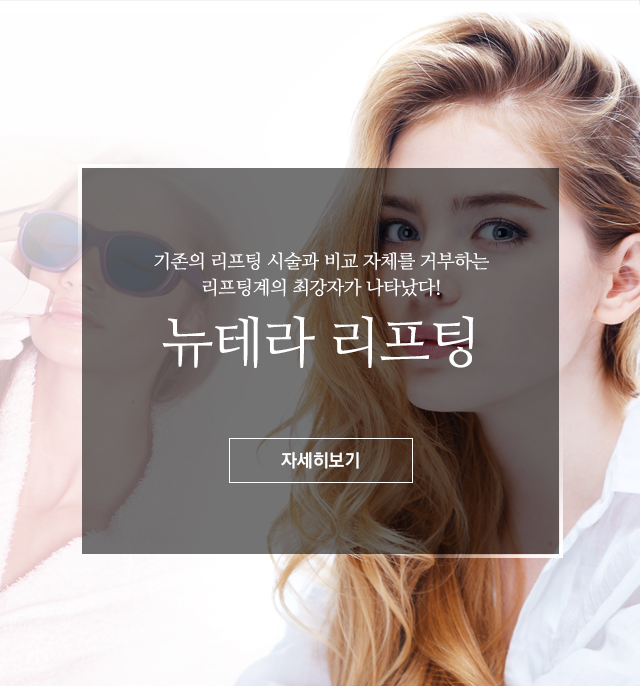 기존의 리프팅 시술과 비교 자체를 거부하는
리프팅계의 최강자가 나타났다!
뉴테라 리프팅
자세히보기